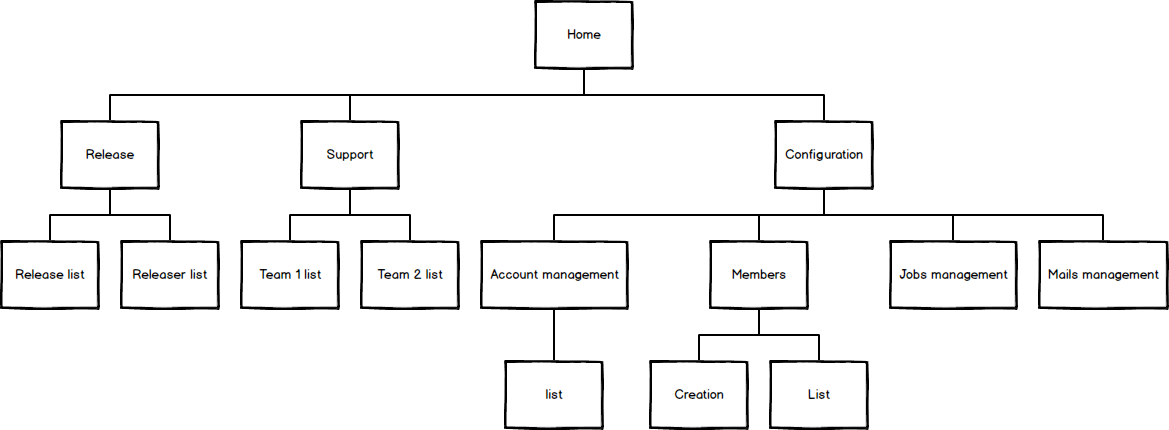 Home
Release
Support
Configuration
Release list
Releaser list
Team 1 list
Team 2 list
Account management
Members
Jobs management
Mails management
list
Creation
List